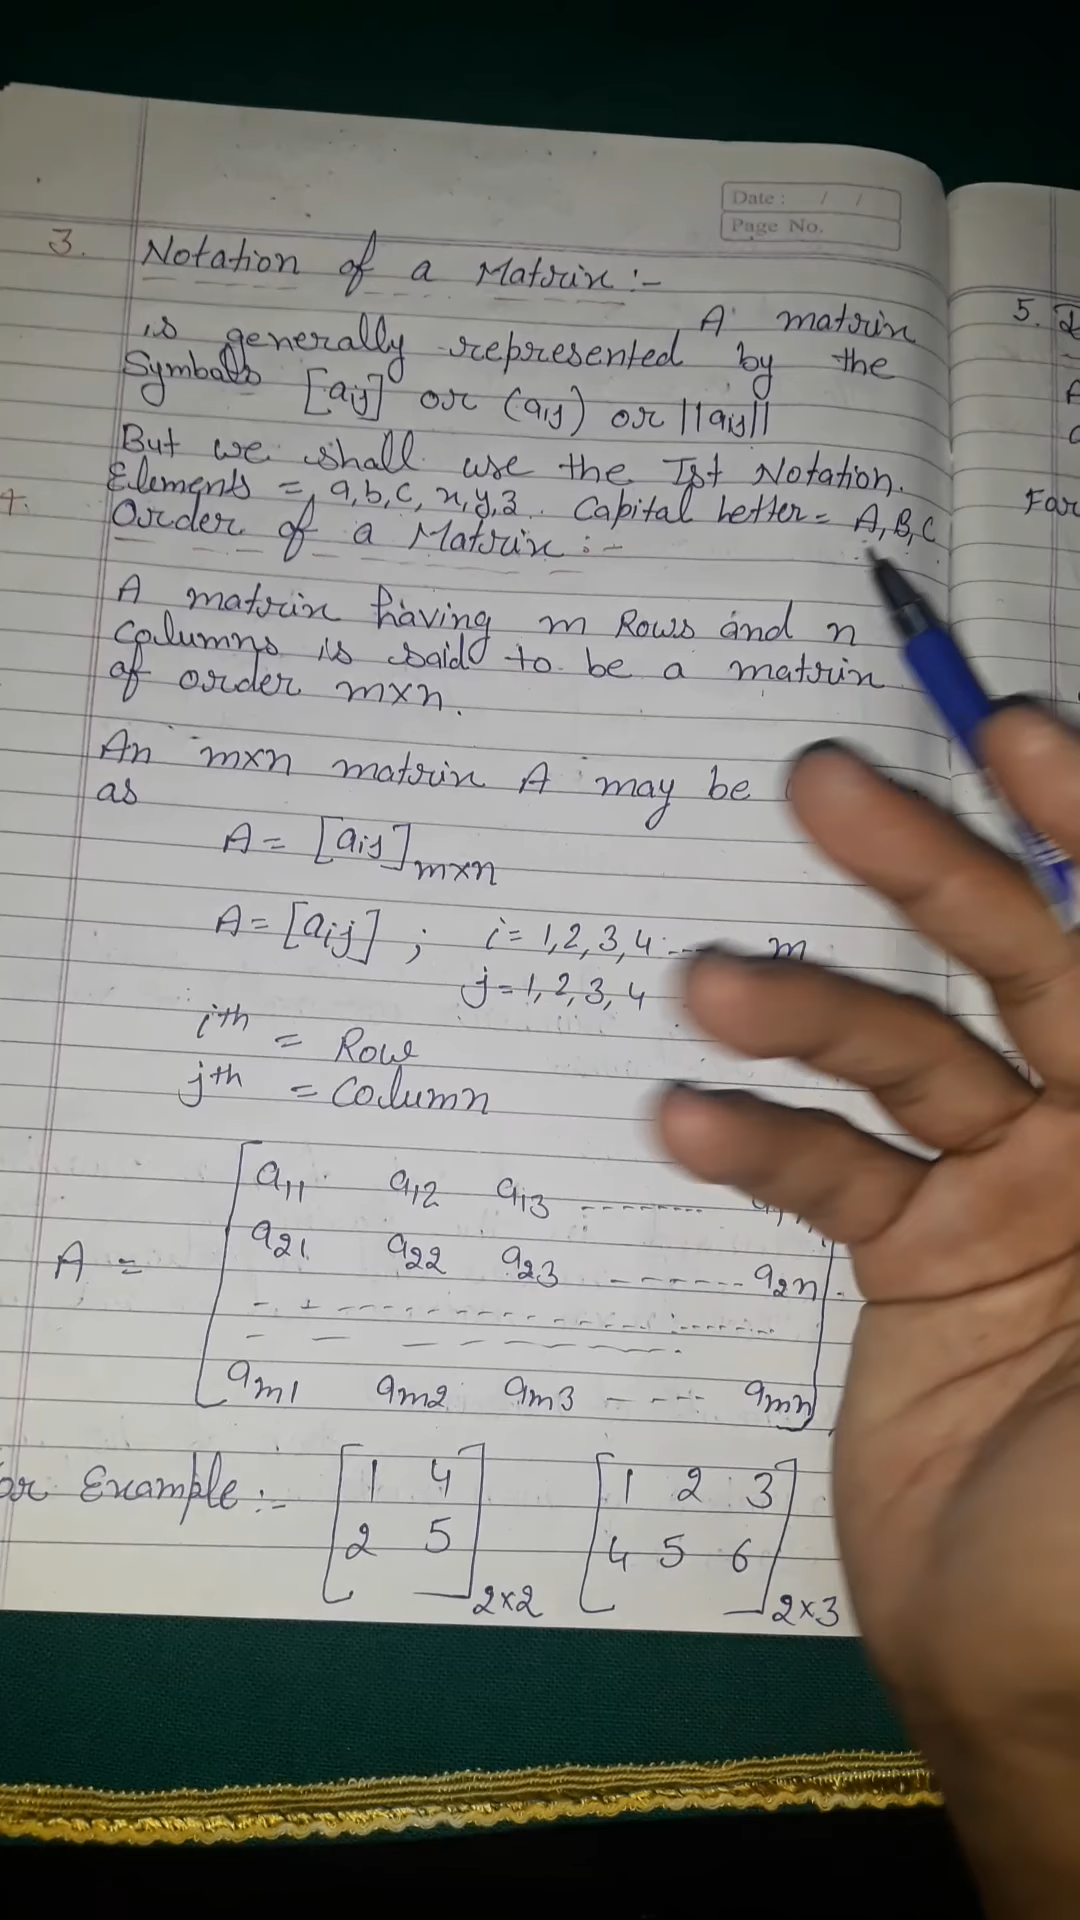 Date : / /
Page No.
3. Notation of a Matrix :-
A matrix
is generally represented by the
Symbols [aij] or (aij) or ||aij||
But we shall use the Ist Notation.
Elements = a, b, c, x, y, z. Capital Letter = A, B, C
4. Order of a Matrix :-
A matrix having m Rows and n
Columns is said to be a matrix
of order m×n.
An m×n matrix A may be
as
A = [aij] m×n
A = [aij] ; i = 1, 2, 3, 4 ---- m
j = 1, 2, 3, 4
ith = Row
jth = Column
a11 a12 a13 --------
a21 a22 a23 ------- a2n
A =
am1 am2 am3 ----- amn
For Example :- [1 4 [1 2 3]
2 5] 2×2 4 5 6] 2×3
5.
For